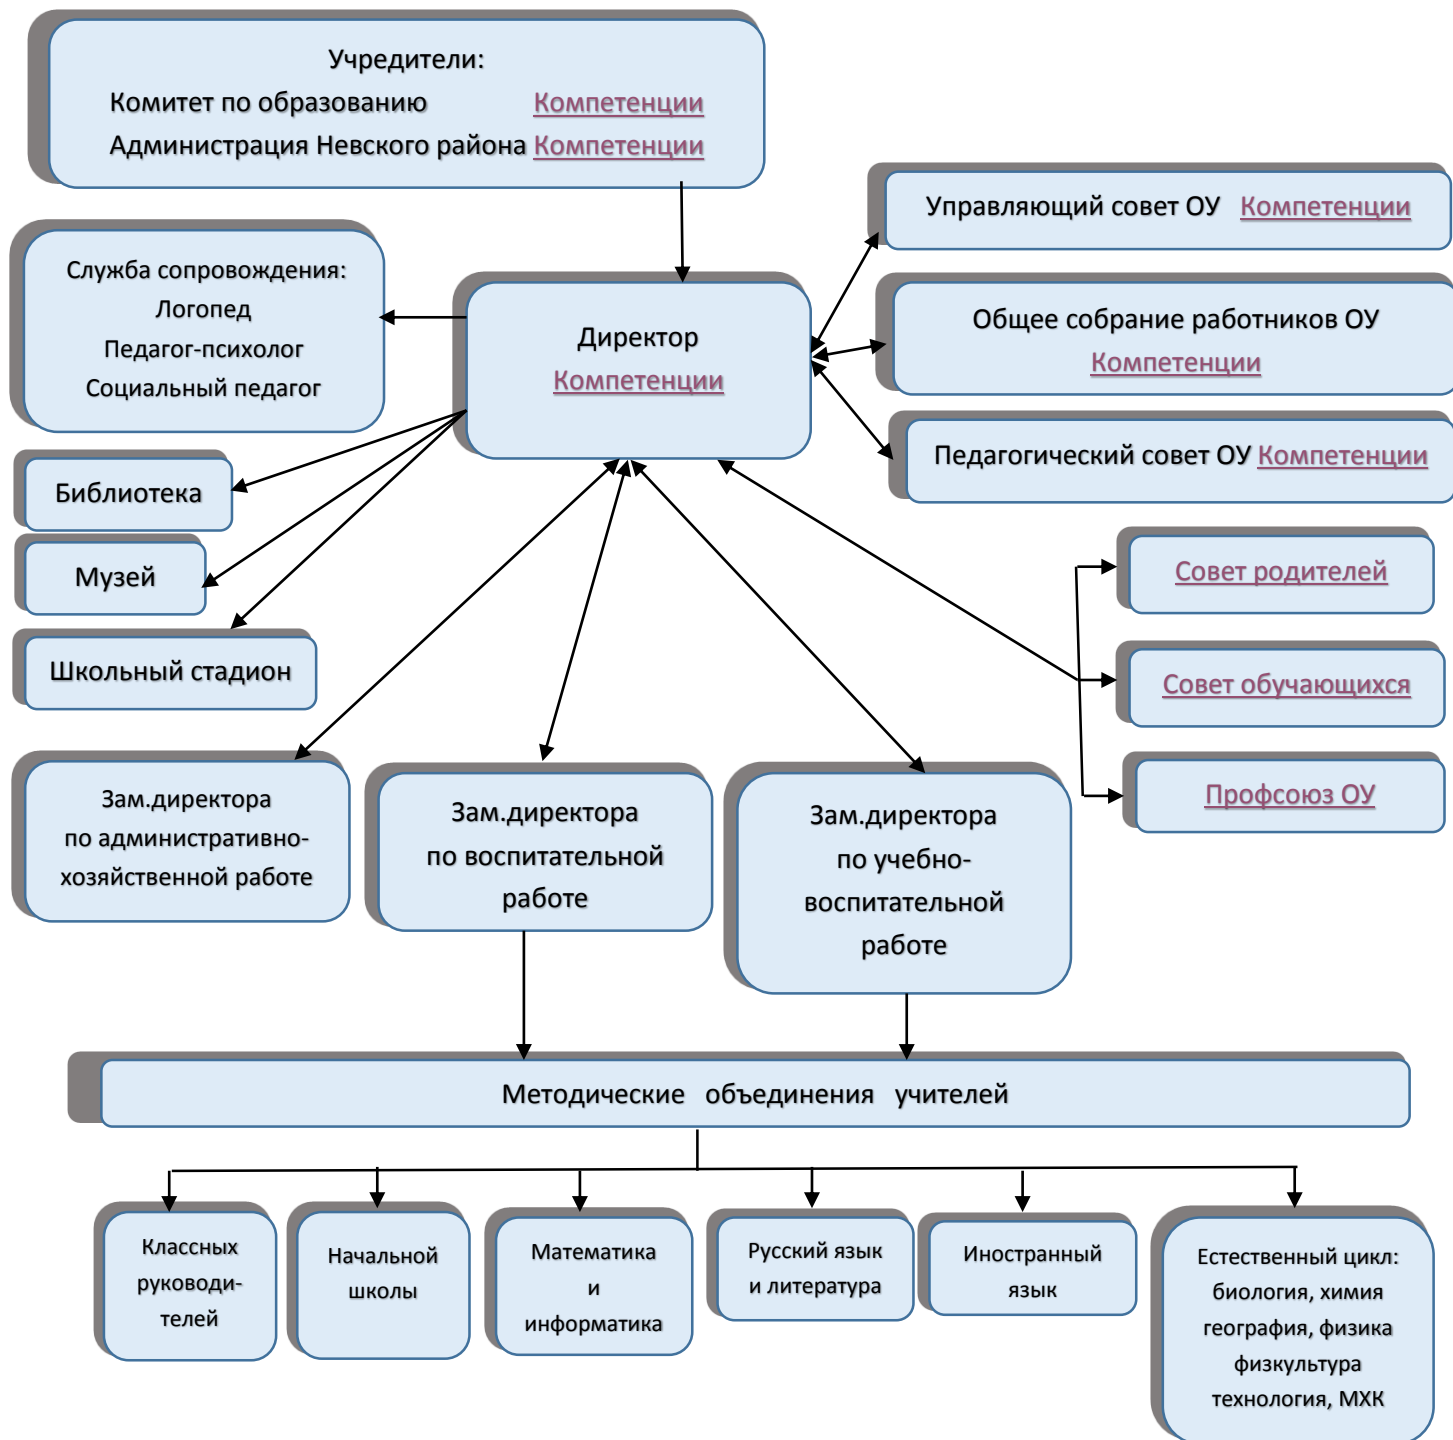 Учредители:
Комитет по образованию Компетенции
Администрация Невского района Компетенции
Управляющий совет ОУ Компетенции
Служба сопровождения:
Логопед
Педагог-психолог
Социальный педагог
Директор
Компетенции
Общее собрание работников ОУ
Компетенции
Педагогический совет ОУ Компетенции
Библиотека
Музей
Школьный стадион
Совет родителей
Совет обучающихся
Профсоюз ОУ
Зам.директора
по административно-
хозяйственной работе
Зам.директора
по воспитательной
работе
Зам.директора
по учебно-
воспитательной
работе
Методические объединения учителей
Классных
руководи-
телей
Начальной
школы
Математика
и
информатика
Русский язык
и литература
Иностранный
язык
Естественный цикл:
биология, химия
география, физика
физкультура
технология, МХК